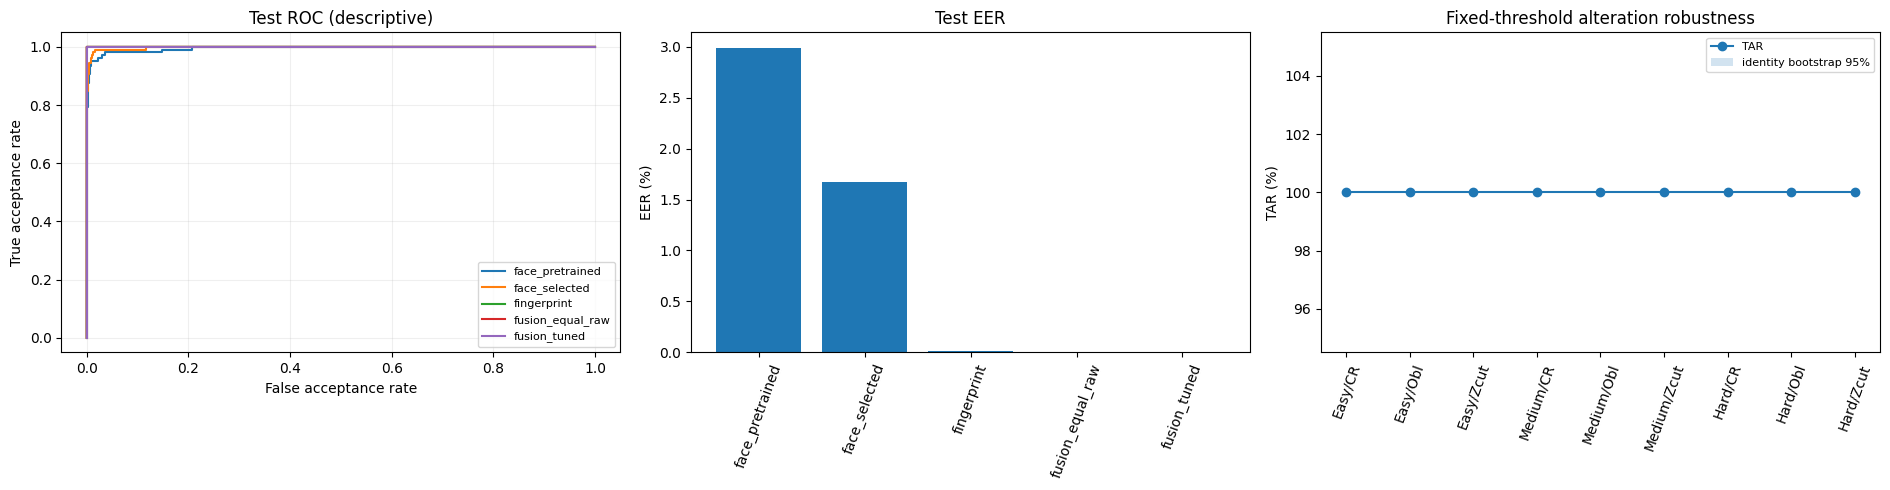 Test ROC (descriptive)
True acceptance rate
1.0
0.8
0.6
0.4
0.2
0.0
0.0
0.2
0.4
0.6
0.8
1.0
False acceptance rate
face_pretrained
face_selected
fingerprint
fusion_equal_raw
fusion_tuned
Test EER
EER (%)
3.0
2.5
2.0
1.5
1.0
0.5
0.0
face_pretrained
face_selected
fingerprint
fusion_equal_raw
fusion_tuned
Fixed-threshold alteration robustness
TAR (%)
104
102
100
98
96
TAR
identity bootstrap 95%
Easy/CR
Easy/Obl
Easy/Zcut
Medium/CR
Medium/Obl
Medium/Zcut
Hard/CR
Hard/Obl
Hard/Zcut